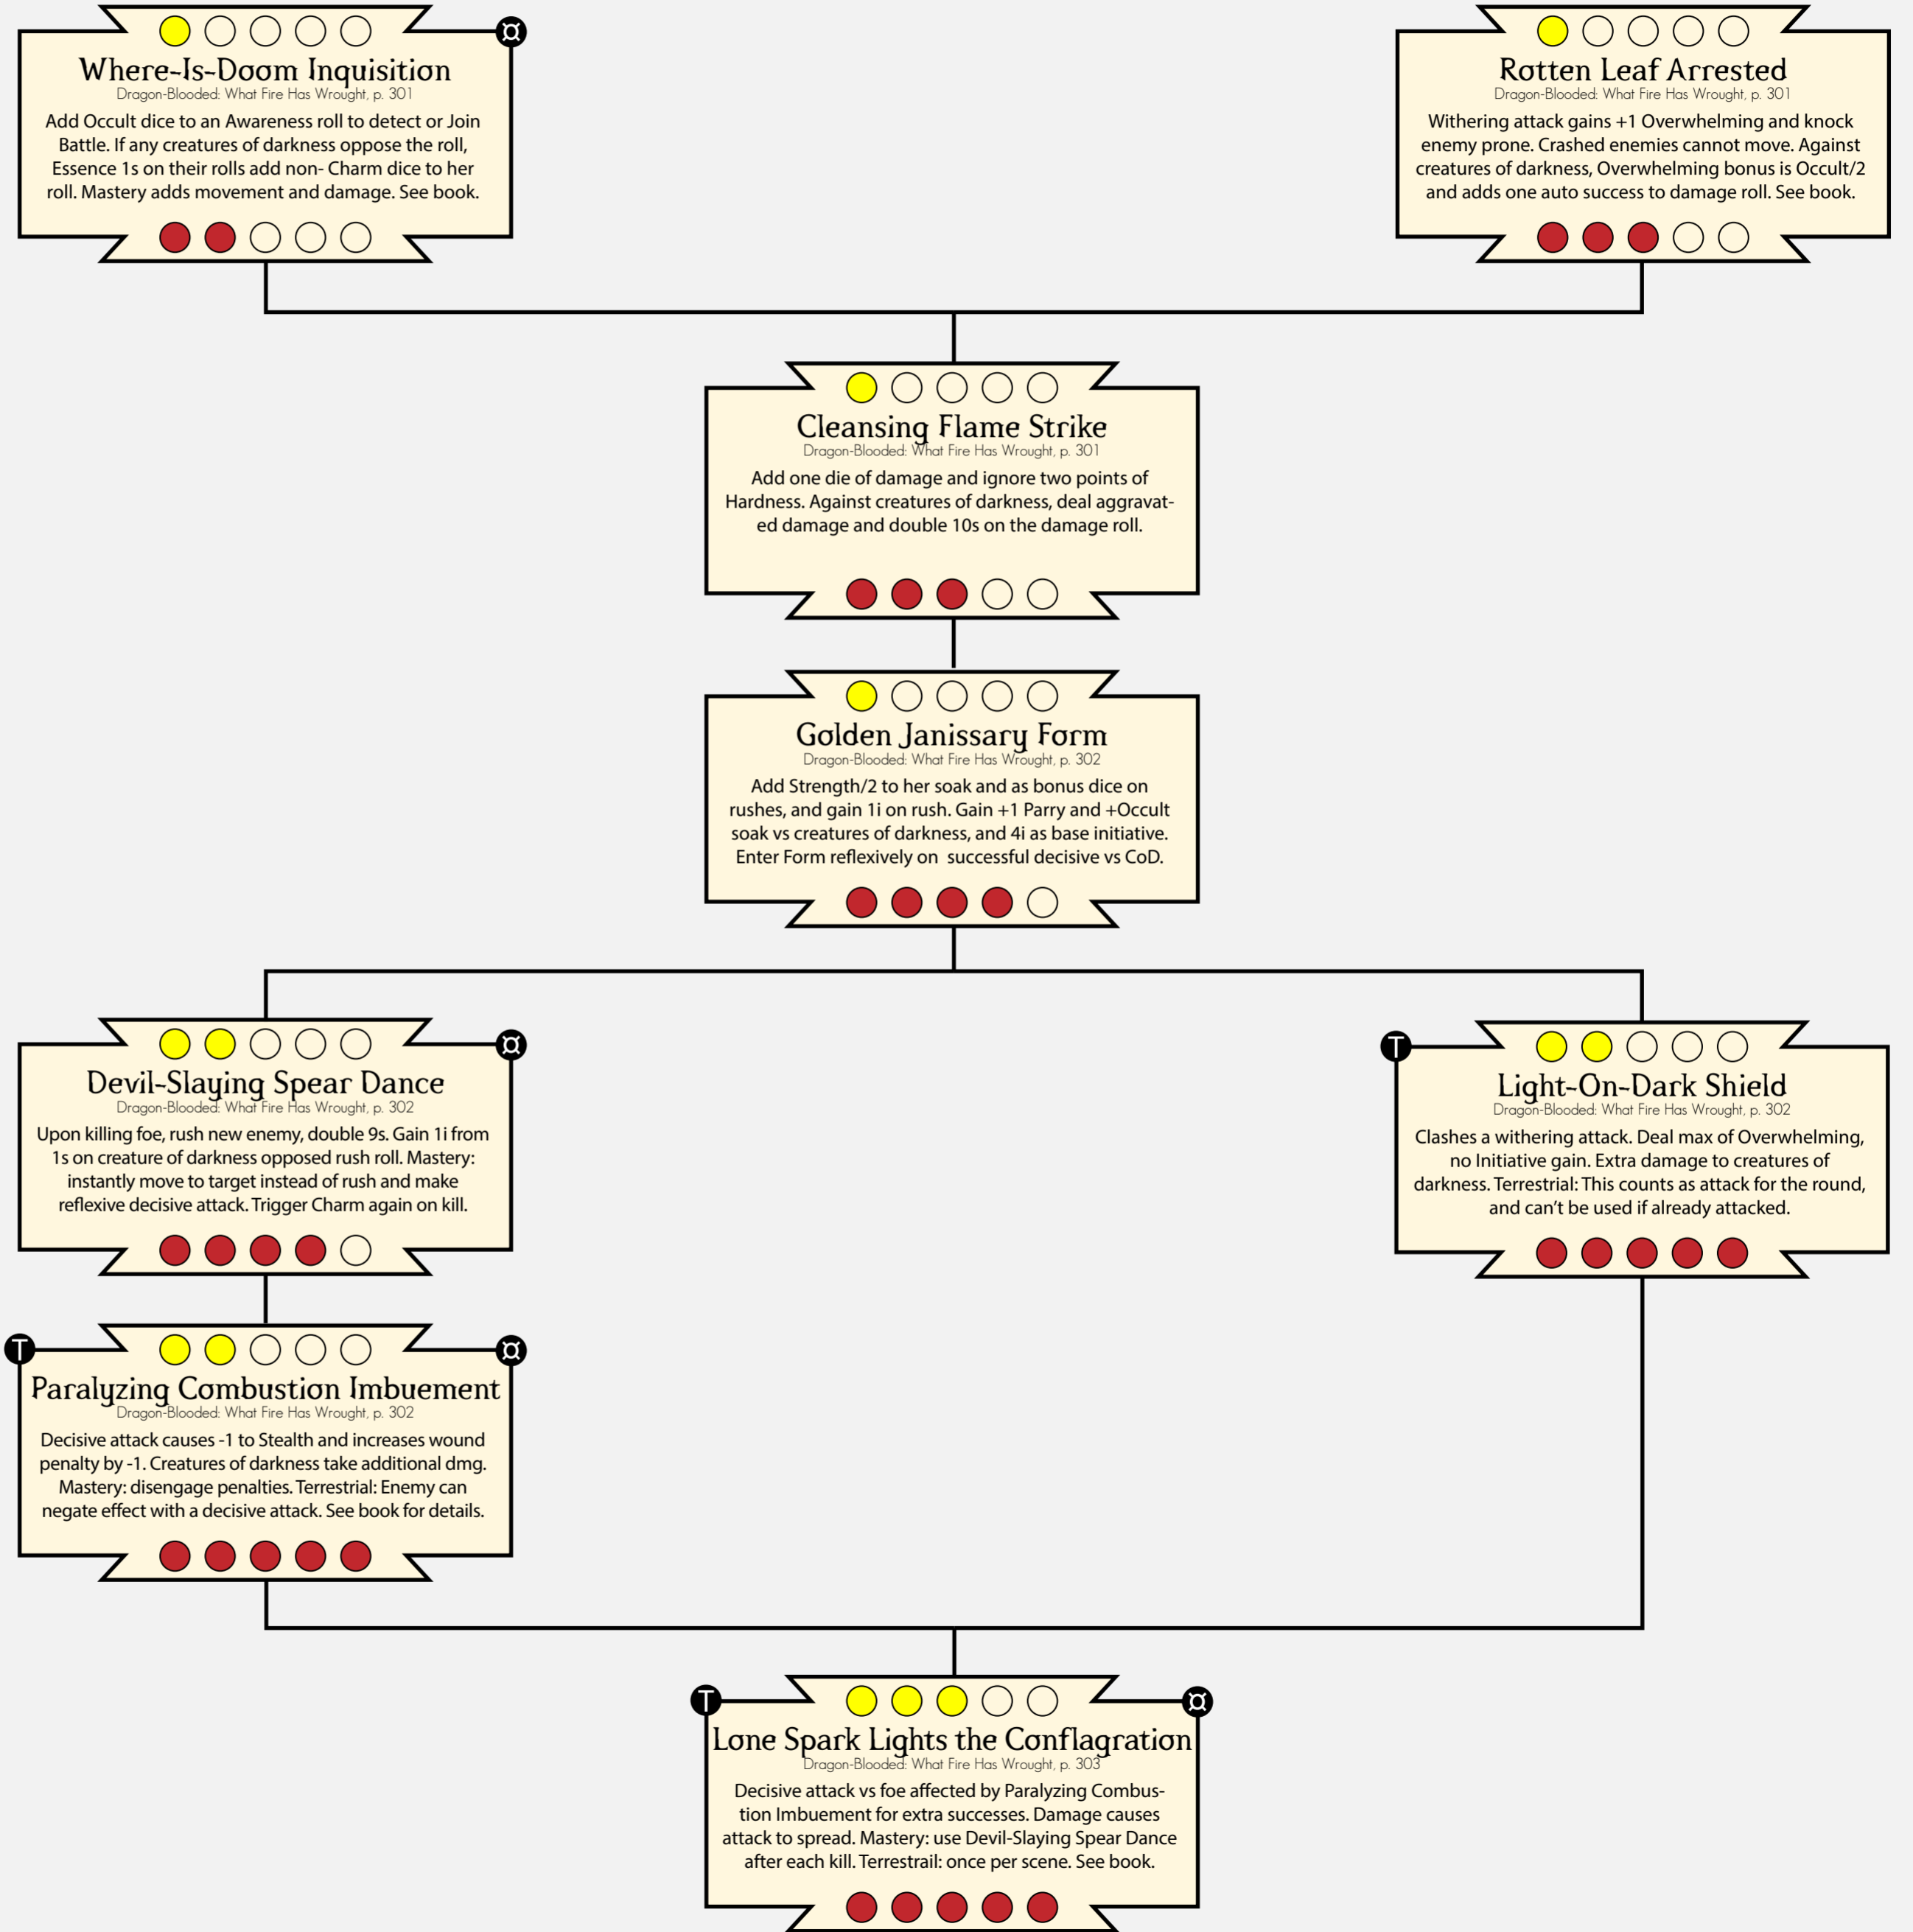 ¤
Where-Is-Doom Inquisition
Dragon-Blooded: What Fire Has Wrought, p. 301
Add Occult dice to an Awareness roll to detect or Join
Battle. If any creatures of darkness oppose the roll,
Essence 1s on their rolls add non- Charm dice to her
roll. Mastery adds movement and damage. See book.
Rotten Leaf Arrested
Dragon-Blooded: What Fire Has Wrought, p. 301
Withering attack gains +1 Overwhelming and knock
enemy prone. Crashed enemies cannot move. Against
creatures of darkness, Overwhelming bonus is Occult/2
and adds one auto success to damage roll. See book.
Cleansing Flame Strike
Dragon-Blooded: What Fire Has Wrought, p. 301
Add one die of damage and ignore two points of
Hardness. Against creatures of darkness, deal aggravat-
ed damage and double 10s on the damage roll.
Golden Janissary Form
Dragon-Blooded: What Fire Has Wrought, p. 302
Add Strength/2 to her soak and as bonus dice on
rushes, and gain 1i on rush. Gain +1 Parry and +Occult
soak vs creatures of darkness, and 4i as base initiative.
Enter Form reflexively on successful decisive vs CoD.
¤
Devil-Slaying Spear Dance
Dragon-Blooded: What Fire Has Wrought, p. 302
Upon killing foe, rush new enemy, double 9s. Gain 1i from
1s on creature of darkness opposed rush roll. Mastery:
instantly move to target instead of rush and make
reflexive decisive attack. Trigger Charm again on kill.
T
Light-On-Dark Shield
Dragon-Blooded: What Fire Has Wrought, p. 302
Clashes a withering attack. Deal max of Overwhelming,
no Initiative gain. Extra damage to creatures of
darkness. Terrestrial: This counts as attack for the round,
and can't be used if already attacked.
T
¤
Paralyzing Combustion Imbuement
Dragon-Blooded: What Fire Has Wrought, p. 302
Decisive attack causes -1 to Stealth and increases wound
penalty by -1. Creatures of darkness take additional dmg.
Mastery: disengage penalties. Terrestrial: Enemy can
negate effect with a decisive attack. See book for details.
T
¤
Lone Spark Lights the Conflagration
Dragon-Blooded: What Fire Has Wrought, p. 303
Decisive attack vs foe affected by Paralyzing Combus-
tion Imbuement for extra successes. Damage causes
attack to spread. Mastery: use Devil-Slaying Spear Dance
after each kill. Terrestrail: once per scene. See book.